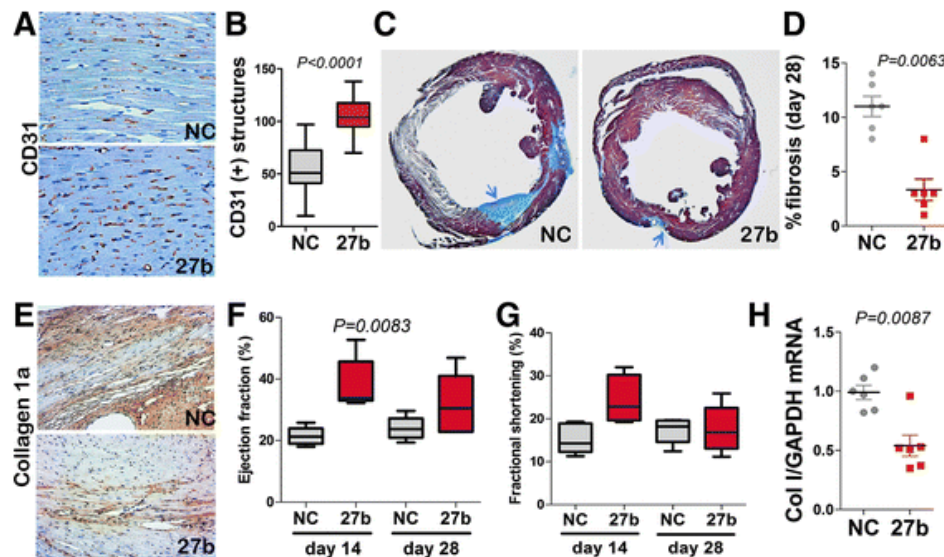 A
CD31
NC
27b
B
P<0.0001
CD31 (+) structures
150
100
50
0
NC 27b
C
NC
27b
D
P=0.0063
% fibrosis (day 28)
15
10
5
0
NC 27b
E
Collagen 1a
NC
27b
F
P=0.0083
Ejection fraction (%)
60
40
20
0
NC 27b NC 27b
day 14 day 28
G
Fractional shortening (%)
40
30
20
10
0
NC 27b NC 27b
day 14 day 28
H
P=0.0087
Col I/GAPDH mRNA
1.5
1.0
0.5
0.0
NC 27b